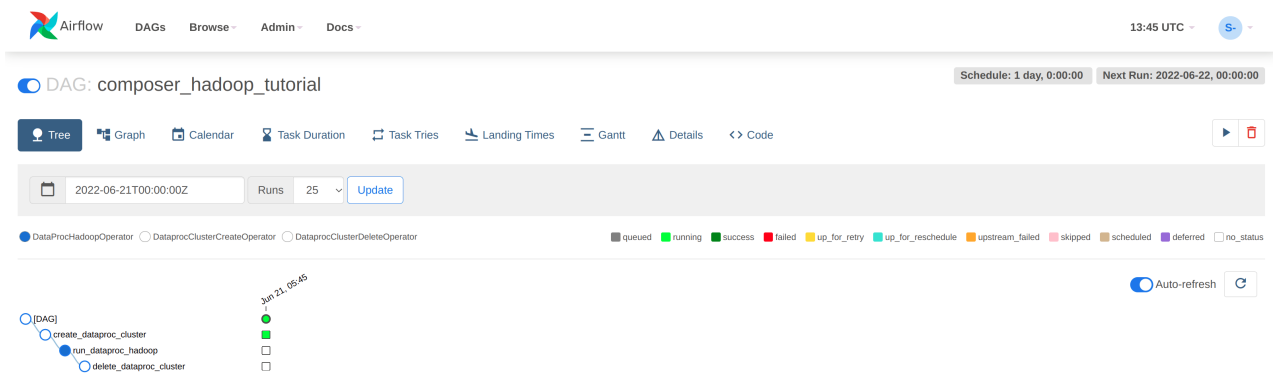 Airflow DAGs Browse Admin Docs 13:45 UTC S-
DAG: composer_hadoop_tutorial Schedule: 1 day, 0:00:00 Next Run: 2022-06-22, 00:00:00
Tree Graph Calendar Task Duration Task Tries Landing Times Gantt Details <> Code
2022-06-21T00:00:00Z Runs 25 Update
DataProcHadoopOperator DataprocClusterCreateOperator DataprocClusterDeleteOperator queued running success failed up_for_retry up_for_reschedule upstream_failed skipped scheduled deferred no_status
Auto-refresh
Jun 21, 05:45
[DAG]
create_dataproc_cluster
run_dataproc_hadoop
delete_dataproc_cluster